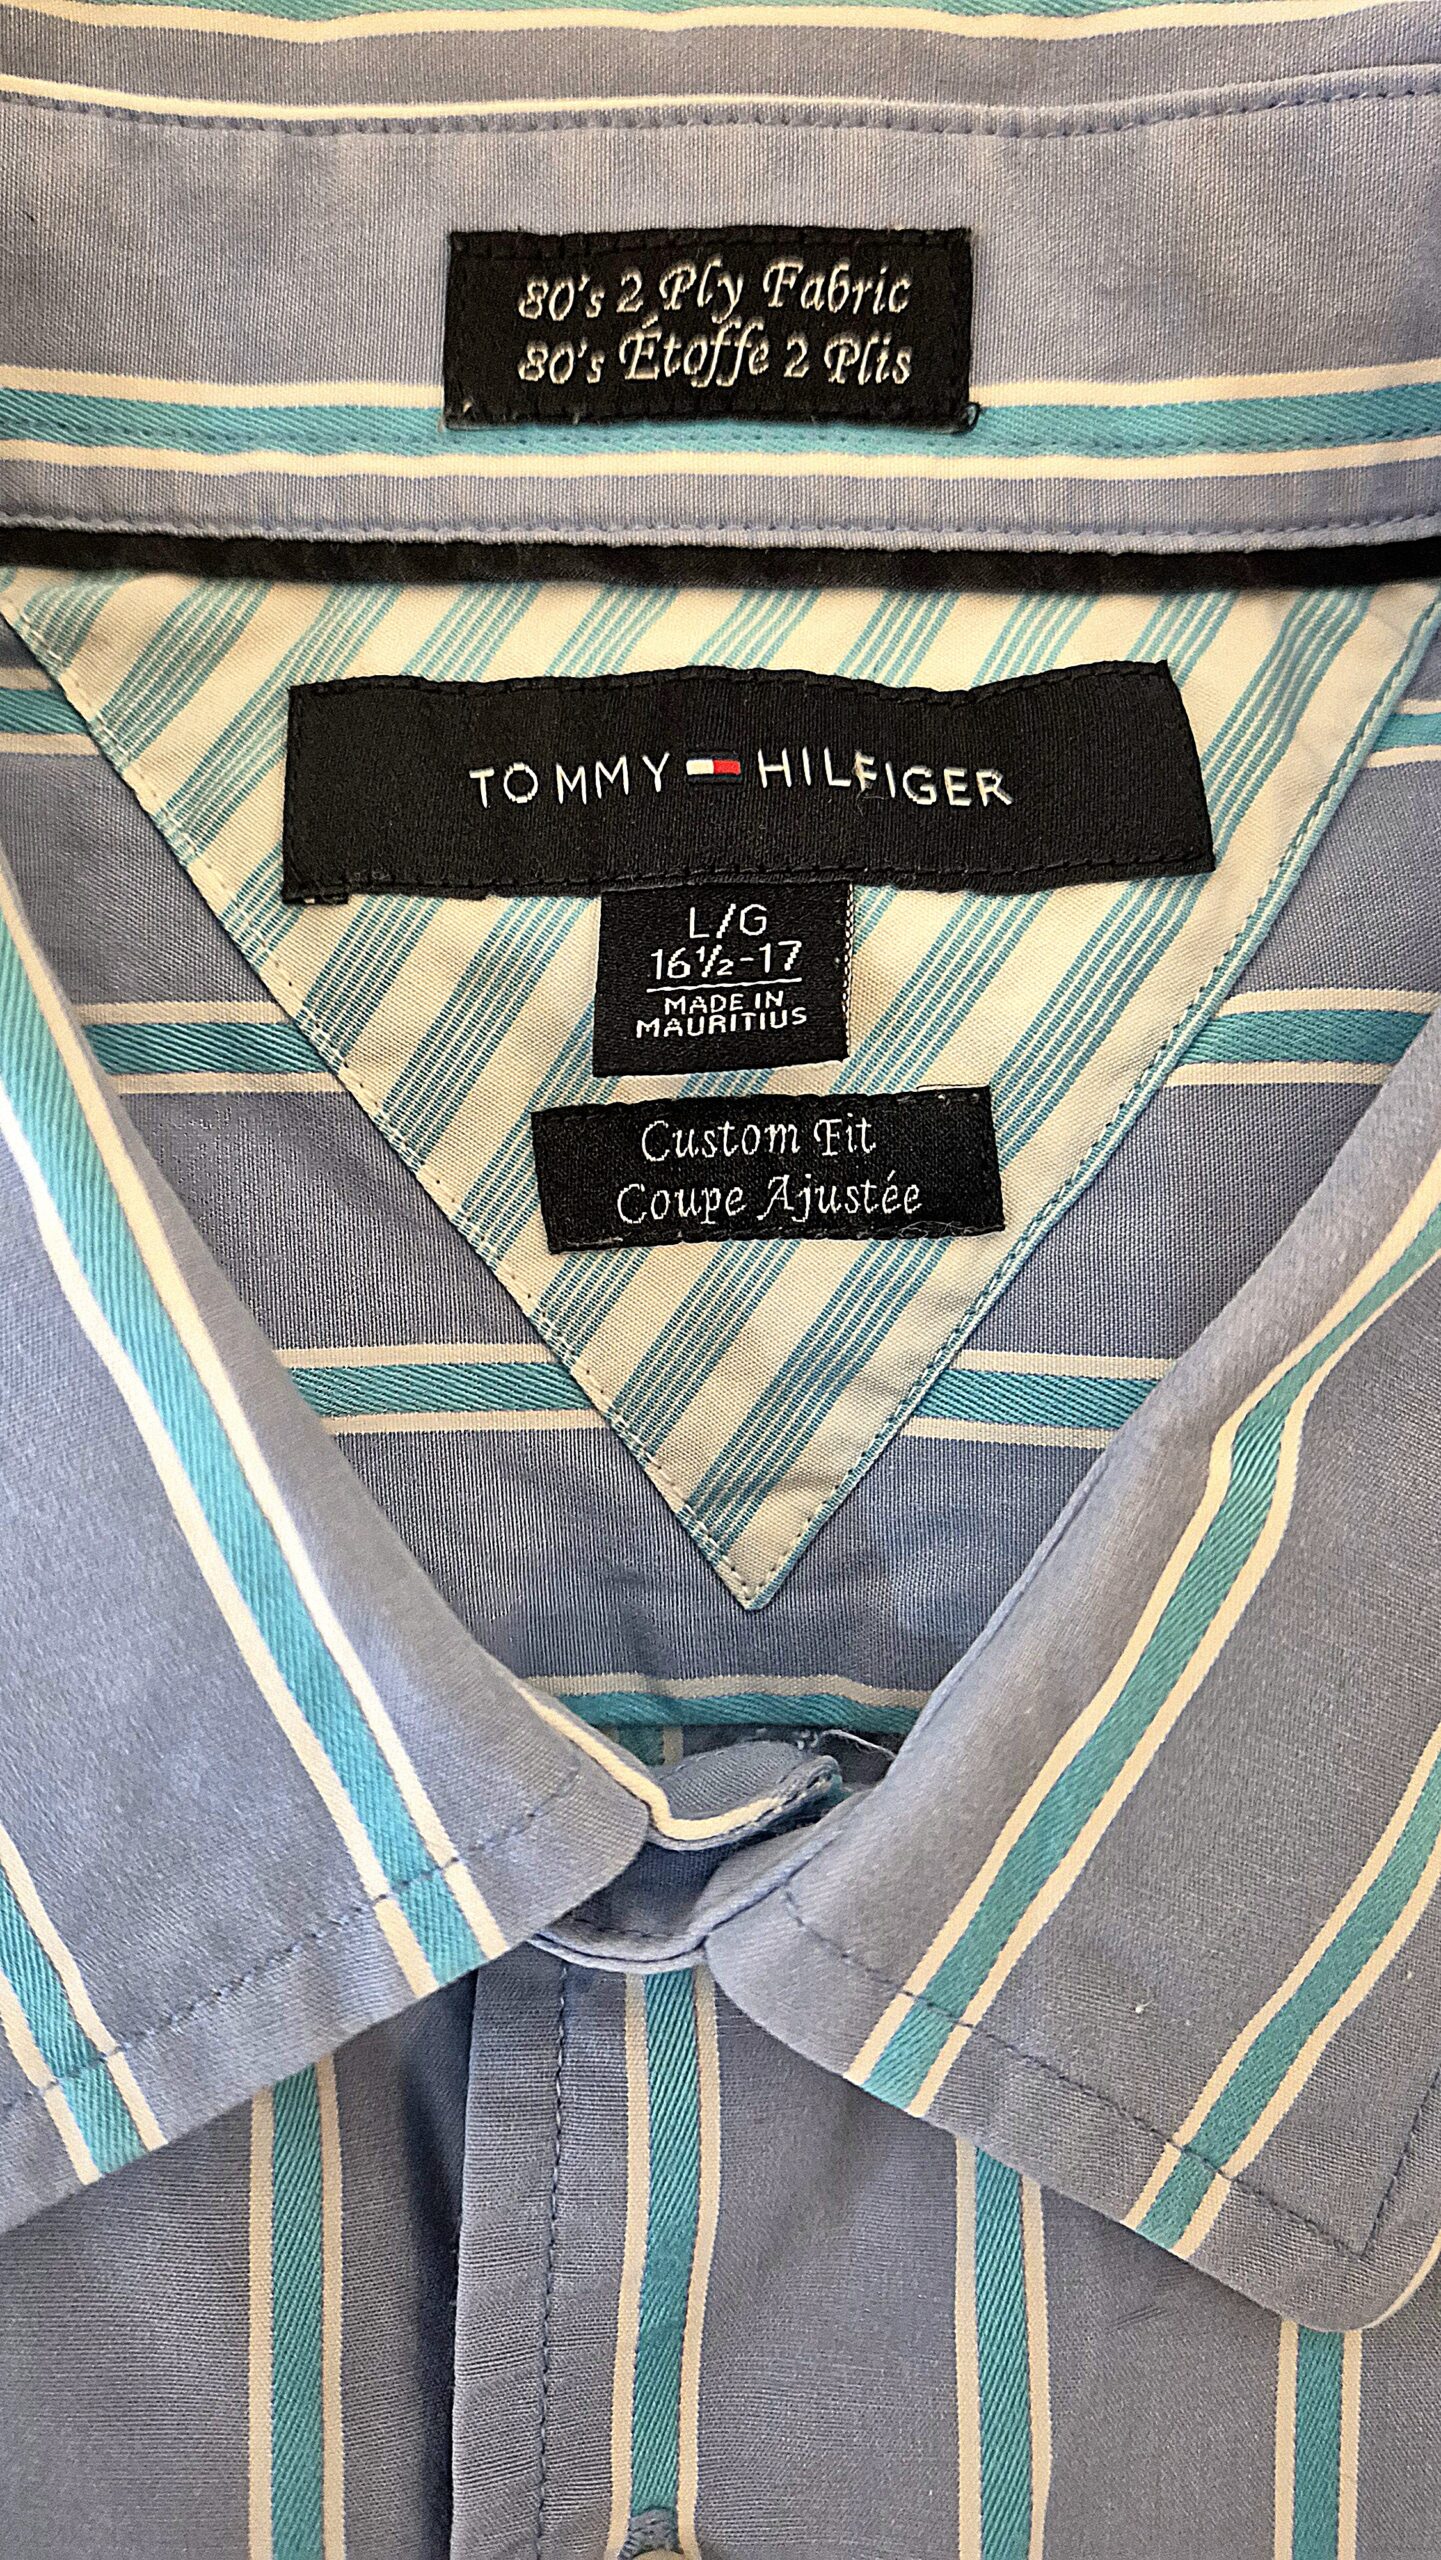 80's 2 Ply Fabric
80's Étoffe 2 Plis
TOMMY HILFIGER
L/G
16½-17
MADE IN
MAURITIUS
Custom Fit
Coupe Ajustée